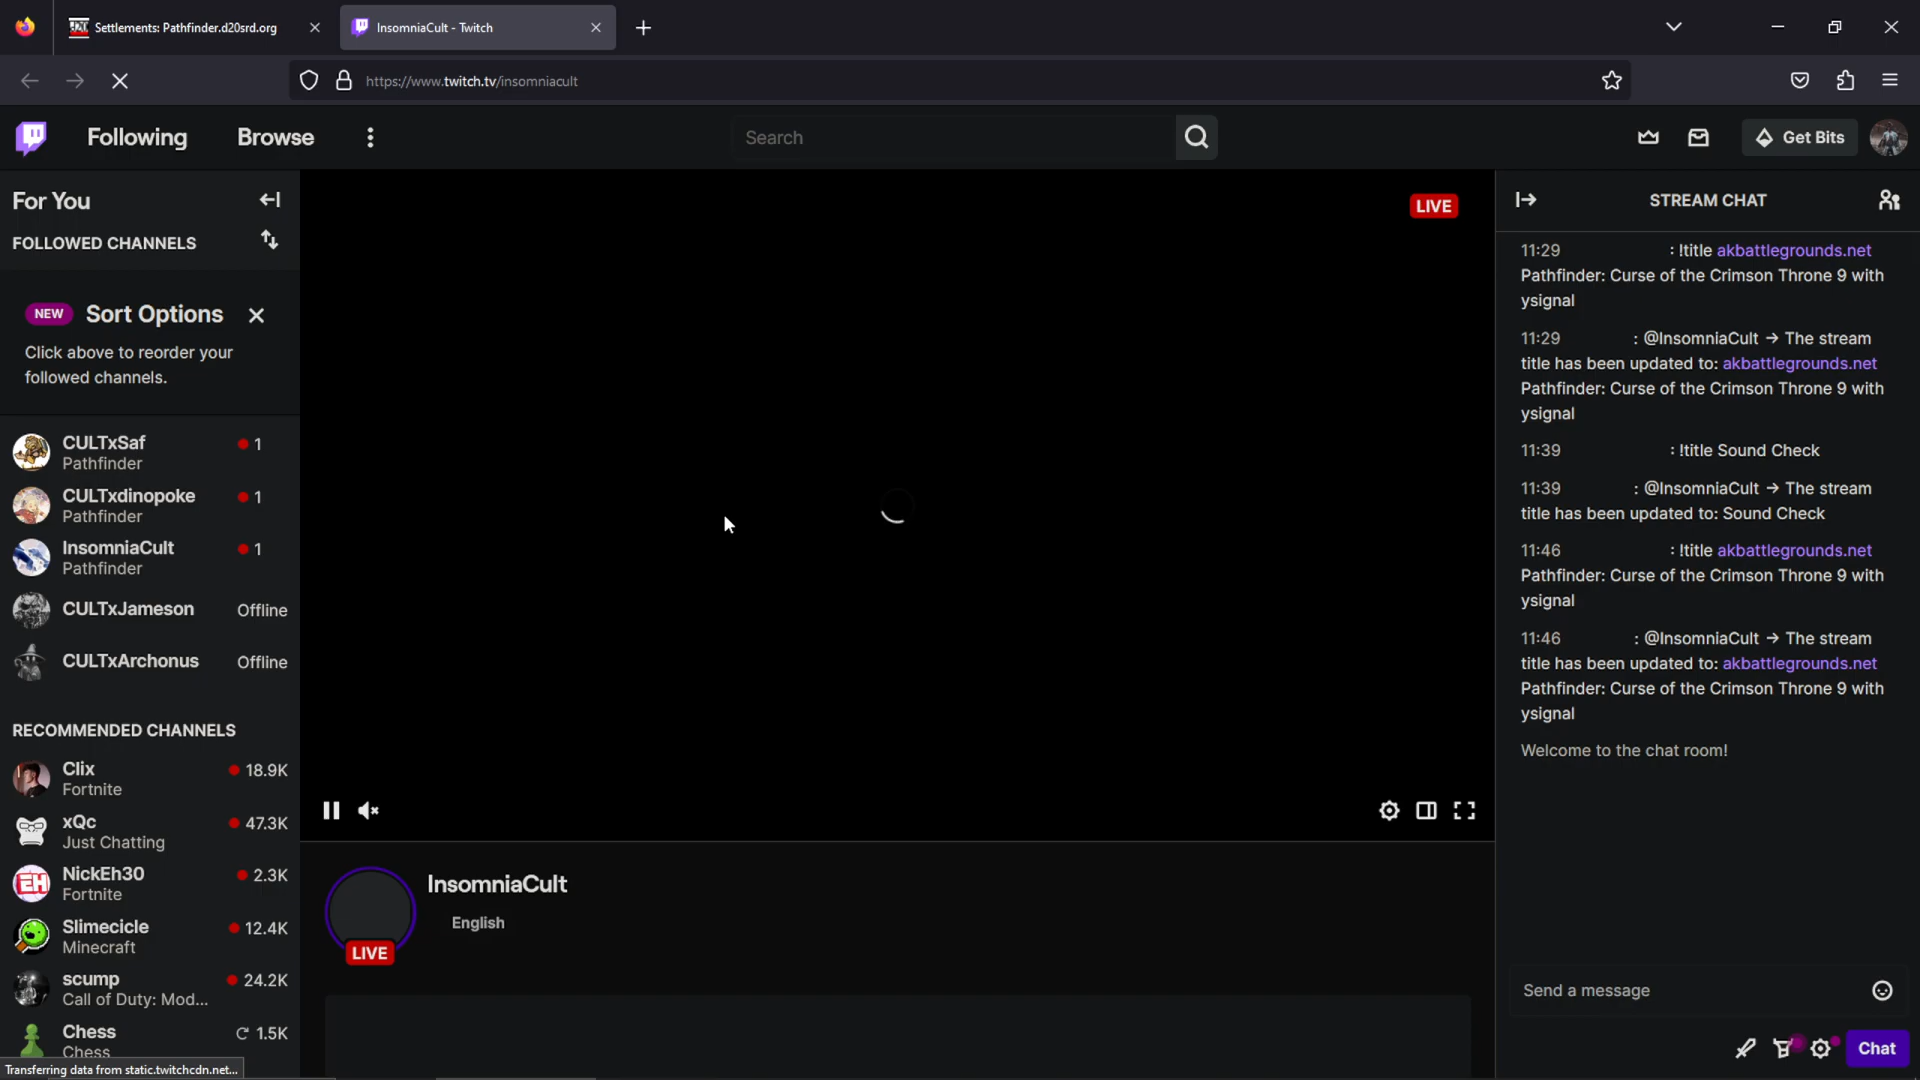 Settlements: Pathfinder.d20srd.org
InsomniaCult - Twitch
https://www.twitch.tv/insomniacult
Following
Browse
Search
Get Bits
For You
FOLLOWED CHANNELS
NEW Sort Options
Click above to reorder your
followed channels.
CULTxSaf 1
Pathfinder
CULTxdinopoke 1
Pathfinder
InsomniaCult 1
Pathfinder
CULTxJameson Offline
CULTxArchonus Offline
RECOMMENDED CHANNELS
Clix 18.9K
Fortnite
xQc 47.3K
Just Chatting
NickEh30 2.3K
Fortnite
Slimecicle 12.4K
Minecraft
scump 24.2K
Call of Duty: Mod...
Chess 1.5K
Chess
Transferring data from static.twitchcdn.net...
LIVE
InsomniaCult
English
LIVE
STREAM CHAT
11:29 : !title akbattlegrounds.net
Pathfinder: Curse of the Crimson Throne 9 with
ysignal
11:29 : @InsomniaCult → The stream
title has been updated to: akbattlegrounds.net
Pathfinder: Curse of the Crimson Throne 9 with
ysignal
11:39 : !title Sound Check
11:39 : @InsomniaCult → The stream
title has been updated to: Sound Check
11:46 : !title akbattlegrounds.net
Pathfinder: Curse of the Crimson Throne 9 with
ysignal
11:46 : @InsomniaCult → The stream
title has been updated to: akbattlegrounds.net
Pathfinder: Curse of the Crimson Throne 9 with
ysignal
Welcome to the chat room!
Send a message
Chat